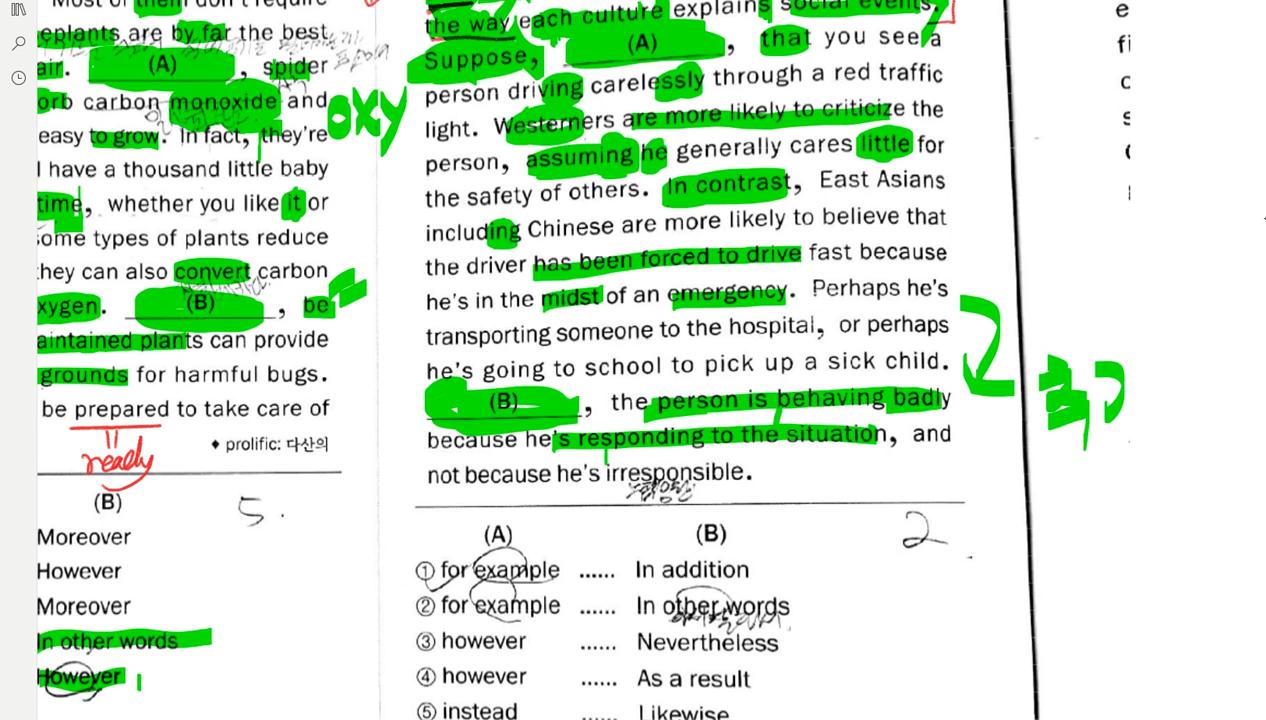 Most of them don't require
eplants are by far the best
air. (A), spider
orb carbon monoxide and
easy to grow. In fact, they're
I have a thousand little baby
time, whether you like it or
some types of plants reduce
they can also convert carbon
xygen. (B), be
aintained plants can provide
grounds for harmful bugs.
be prepared to take care of
ready
◆ prolific: 다산의
(B)
5.
Moreover
However
Moreover
In other words
However
oxy
the way each culture explains social events.
Suppose, (A), that you see a
person driving carelessly through a red traffic
light. Westerners are more likely to criticize the
person, assuming he generally cares little for
the safety of others. In contrast, East Asians
including Chinese are more likely to believe that
the driver has been forced to drive fast because
he's in the midst of an emergency. Perhaps he's
transporting someone to the hospital, or perhaps
he's going to school to pick up a sick child.
(B), the person is behaving badly
because he's responding to the situation, and
not because he's irresponsible.
(A) (B)
2
① for example ...... In addition
② for example ...... In other words
③ however ...... Nevertheless
④ however ...... As a result
⑤ instead ...... Likewise
e
fi